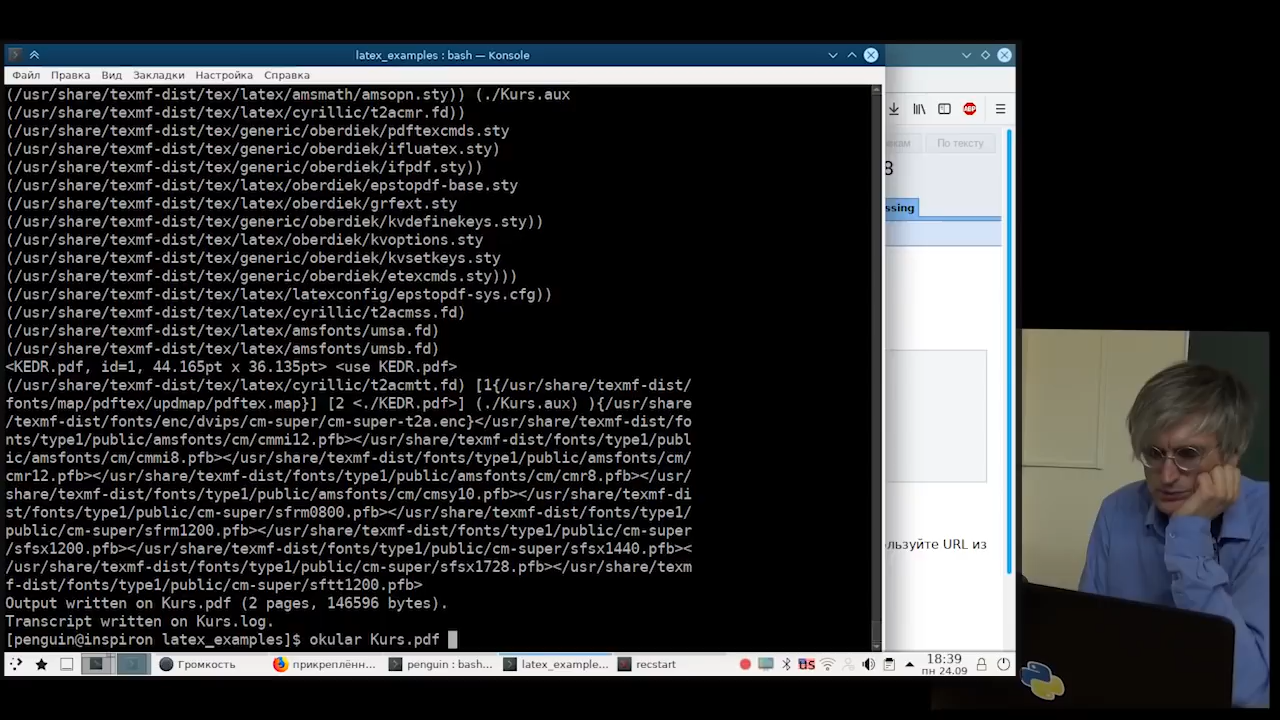 latex_examples : bash — Konsole
Файл Правка Вид Закладки Настройка Справка
(/usr/share/texmf-dist/tex/latex/amsmath/amsopn.sty)) (./Kurs.aux
(/usr/share/texmf-dist/tex/latex/cyrillic/t2acmr.fd))
(/usr/share/texmf-dist/tex/generic/oberdiek/pdftexcmds.sty
(/usr/share/texmf-dist/tex/generic/oberdiek/ifluatex.sty)
(/usr/share/texmf-dist/tex/generic/oberdiek/ifpdf.sty))
(/usr/share/texmf-dist/tex/latex/oberdiek/epstopdf-base.sty
(/usr/share/texmf-dist/tex/latex/oberdiek/grfext.sty
(/usr/share/texmf-dist/tex/generic/oberdiek/kvdefinekeys.sty))
(/usr/share/texmf-dist/tex/latex/oberdiek/kvoptions.sty
(/usr/share/texmf-dist/tex/generic/oberdiek/kvsetkeys.sty
(/usr/share/texmf-dist/tex/generic/oberdiek/etexcmds.sty)))
(/usr/share/texmf-dist/tex/latex/latexconfig/epstopdf-sys.cfg))
(/usr/share/texmf-dist/tex/latex/cyrillic/t2acmss.fd)
(/usr/share/texmf-dist/tex/latex/amsfonts/umsa.fd)
(/usr/share/texmf-dist/tex/latex/amsfonts/umsb.fd)
<KEDR.pdf, id=1, 44.165pt x 36.135pt> <use KEDR.pdf>
(/usr/share/texmf-dist/tex/latex/cyrillic/t2acmtt.fd) [1{/usr/share/texmf-dist/
fonts/map/pdftex/updmap/pdftex.map}] [2 <./KEDR.pdf>] (./Kurs.aux) ){/usr/share
/texmf-dist/fonts/enc/dvips/cm-super/cm-super-t2a.enc}</usr/share/texmf-dist/fo
nts/type1/public/amsfonts/cm/cmmi12.pfb></usr/share/texmf-dist/fonts/type1/publ
ic/amsfonts/cm/cmmi8.pfb></usr/share/texmf-dist/fonts/type1/public/amsfonts/cm/
cmr12.pfb></usr/share/texmf-dist/fonts/type1/public/amsfonts/cm/cmr8.pfb></usr/
share/texmf-dist/fonts/type1/public/amsfonts/cm/cmsy10.pfb></usr/share/texmf-di
st/fonts/type1/public/cm-super/sfrm0800.pfb></usr/share/texmf-dist/fonts/type1/
public/cm-super/sfrm1200.pfb></usr/share/texmf-dist/fonts/type1/public/cm-super
/sfsx1200.pfb></usr/share/texmf-dist/fonts/type1/public/cm-super/sfsx1440.pfb><
/usr/share/texmf-dist/fonts/type1/public/cm-super/sfsx1728.pfb></usr/share/texm
f-dist/fonts/type1/public/cm-super/sftt1200.pfb>
Output written on Kurs.pdf (2 pages, 146596 bytes).
Transcript written on Kurs.log.
[penguin@inspiron latex_examples]$ okular Kurs.pdf
ABP
По тексту
8
ssing
льзуйте URL из
Громкость прикреплённ... penguin : bash... latex_example... recstart US 18:39
пн 24.09